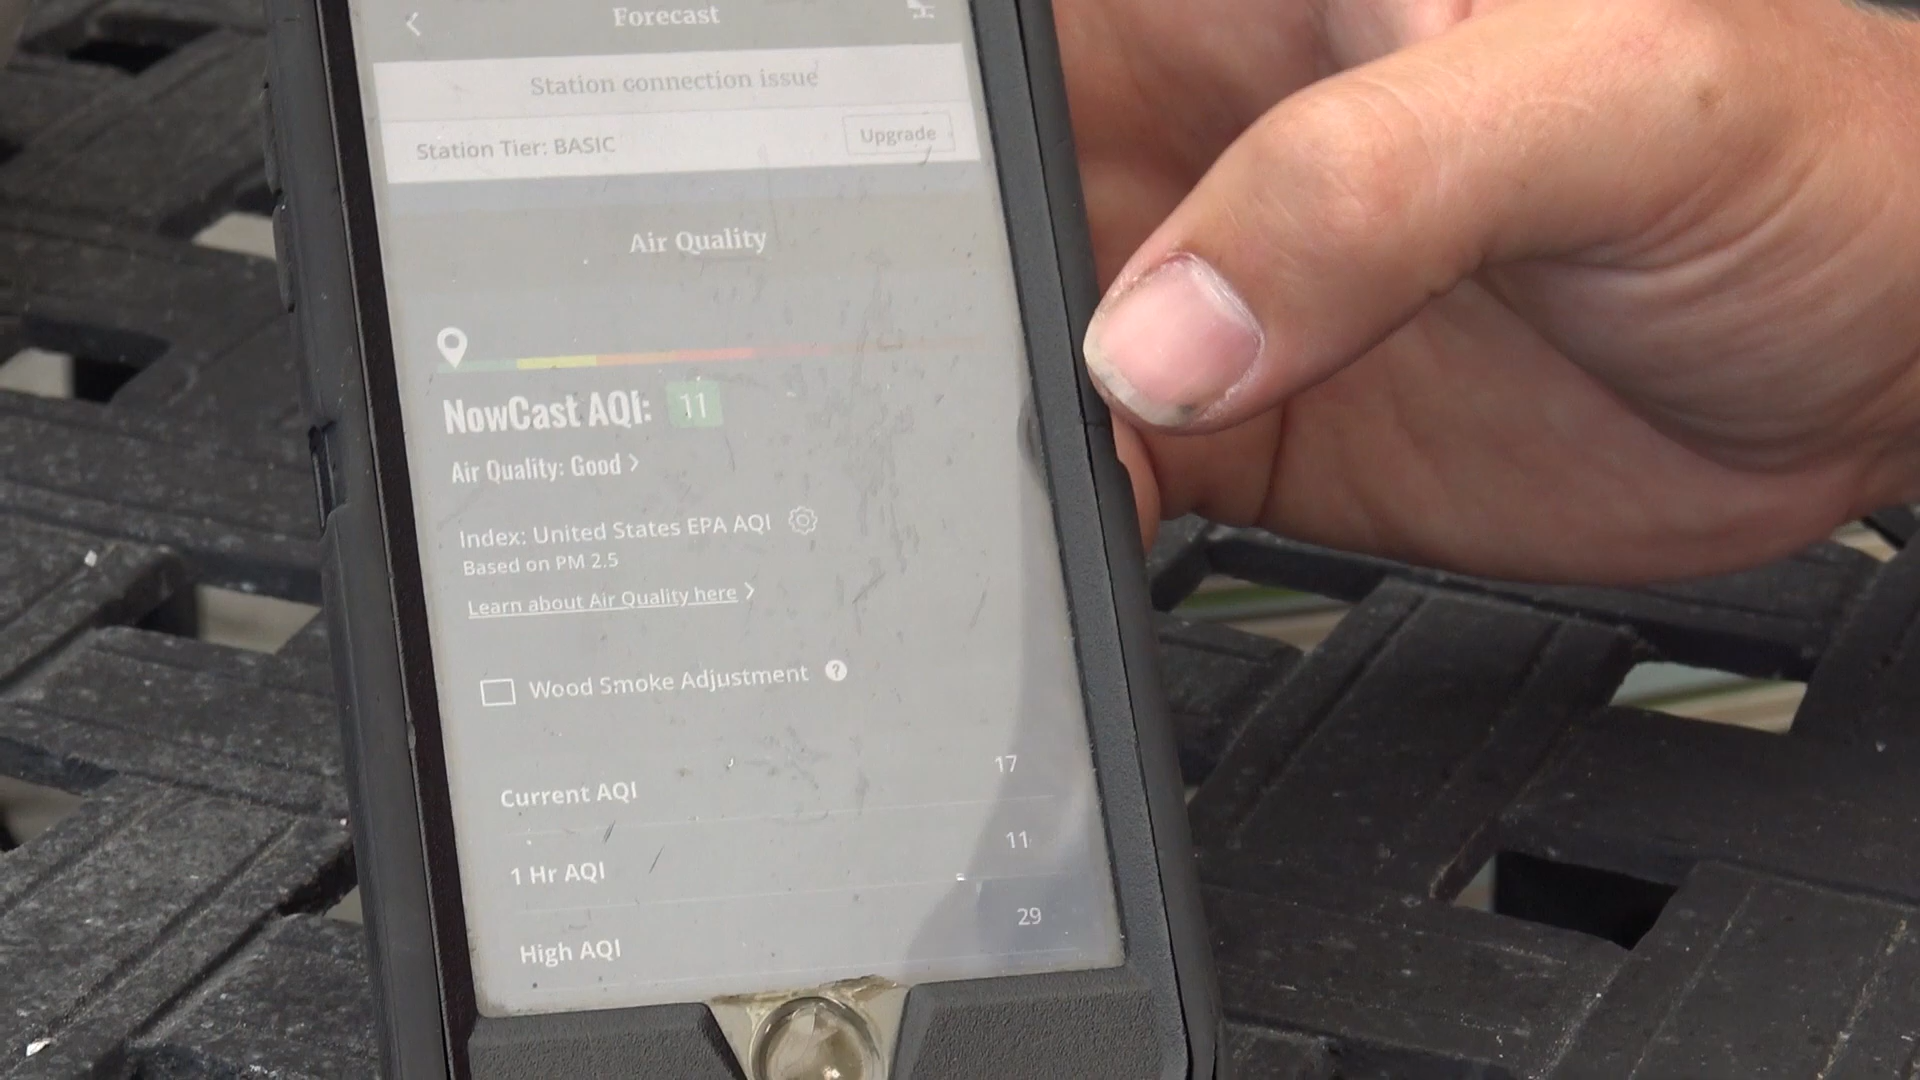 Forecast
Station connection issue
Station Tier: BASIC
Upgrade
Air Quality
NowCast AQI: 11
Air Quality: Good >
Index: United States EPA AQI
Based on PM 2.5
Learn about Air Quality here >
Wood Smoke Adjustment ?
Current AQI 17
1 Hr AQI 11
High AQI 29